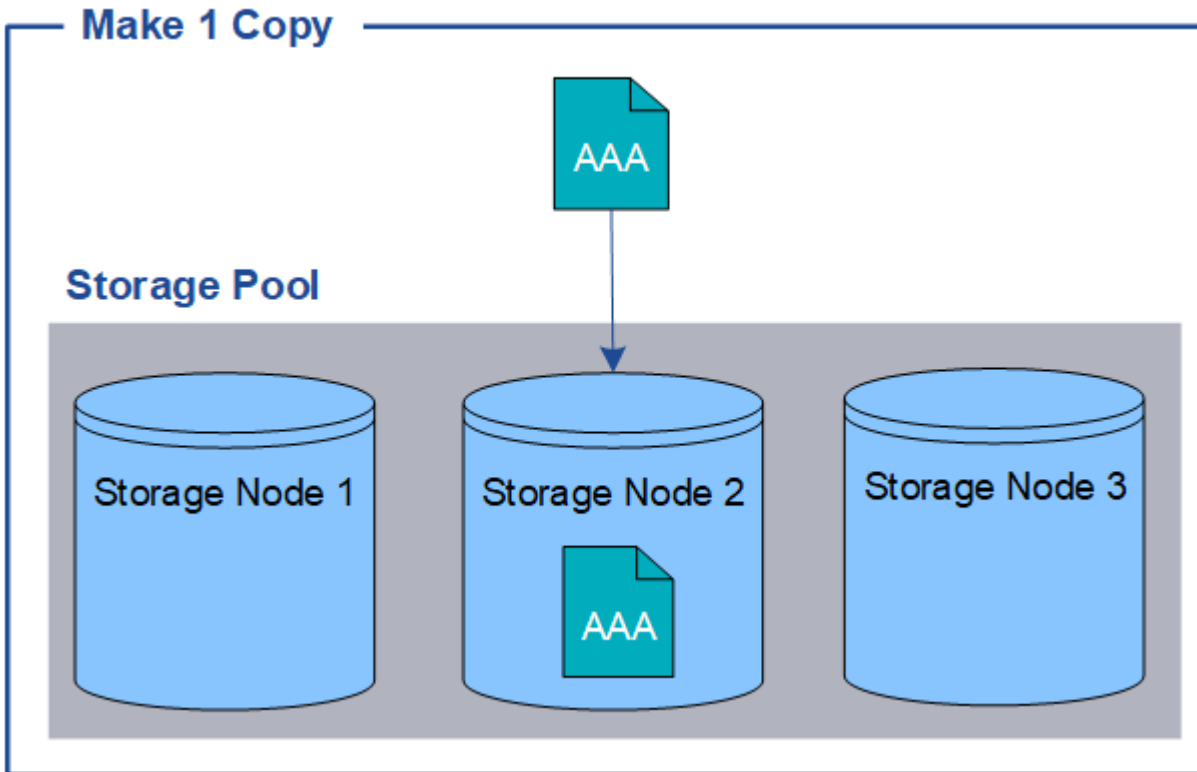 Make 1 Copy
AAA
Storage Pool
Storage Node 1
Storage Node 2
Storage Node 3
AAA